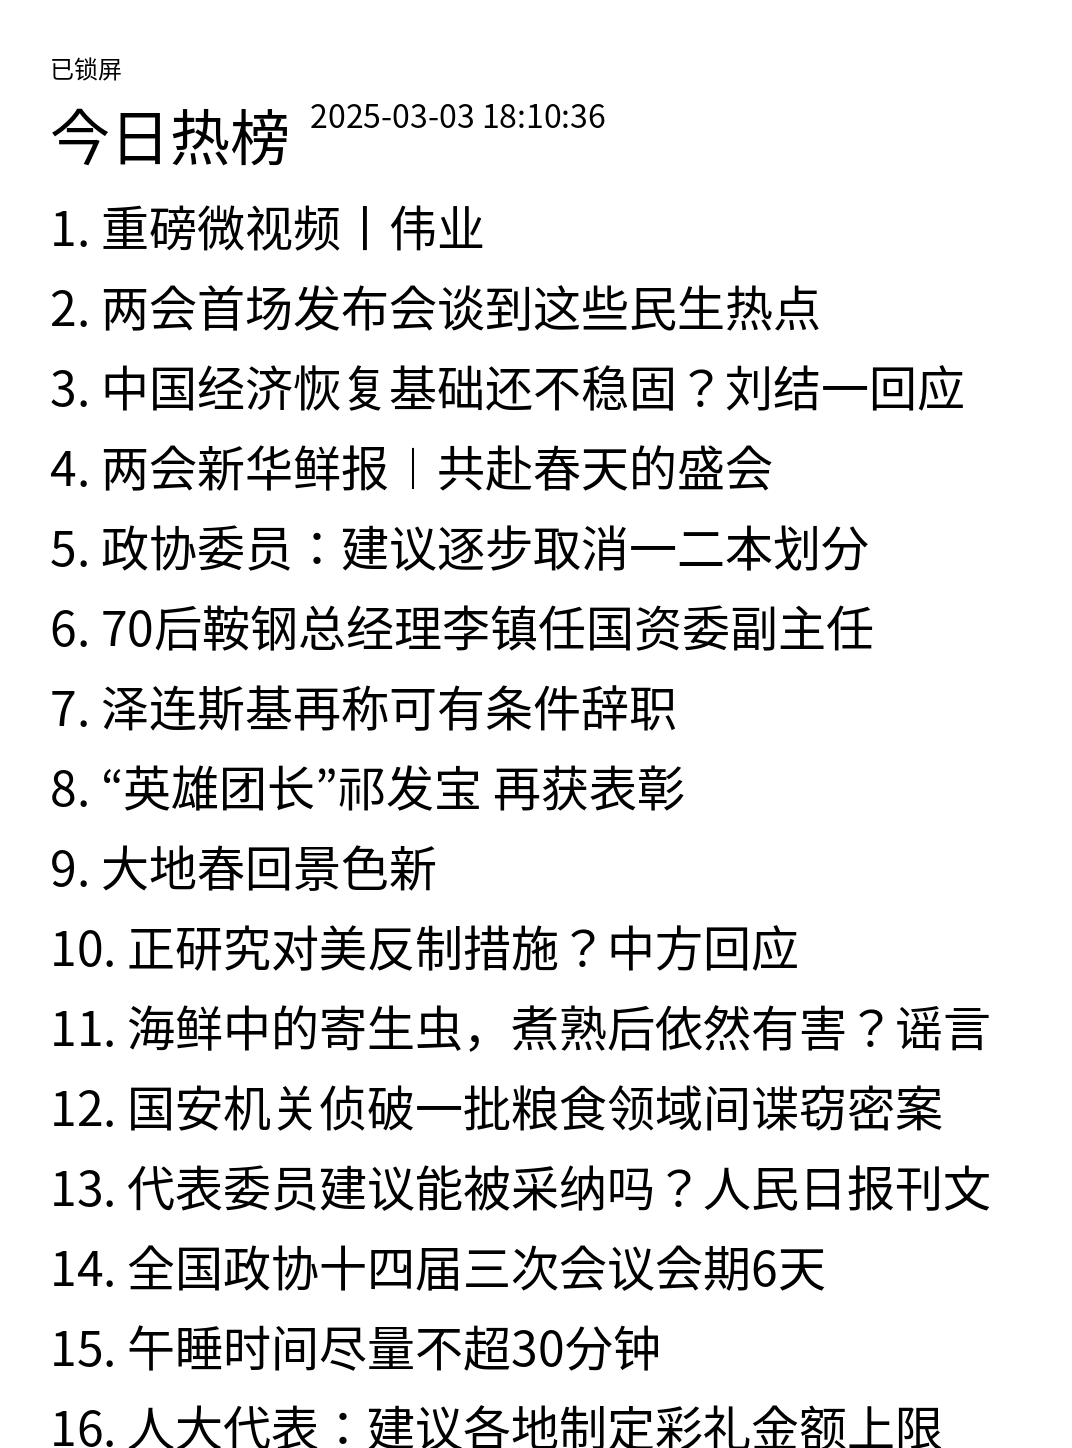 已锁屏
今日热榜 2025-03-03 18:10:36
1. 重磅微视频丨伟业
2. 两会首场发布会谈到这些民生热点
3. 中国经济恢复基础还不稳固？刘结一回应
4. 两会新华鲜报︱共赴春天的盛会
5. 政协委员：建议逐步取消一二本划分
6. 70后鞍钢总经理李镇任国资委副主任
7. 泽连斯基再称可有条件辞职
8. “英雄团长”祁发宝 再获表彰
9. 大地春回景色新
10. 正研究对美反制措施？中方回应
11. 海鲜中的寄生虫，煮熟后依然有害？谣言
12. 国安机关侦破一批粮食领域间谍窃密案
13. 代表委员建议能被采纳吗？人民日报刊文
14. 全国政协十四届三次会议会期6天
15. 午睡时间尽量不超30分钟
16. 人大代表：建议各地制定彩礼金额上限